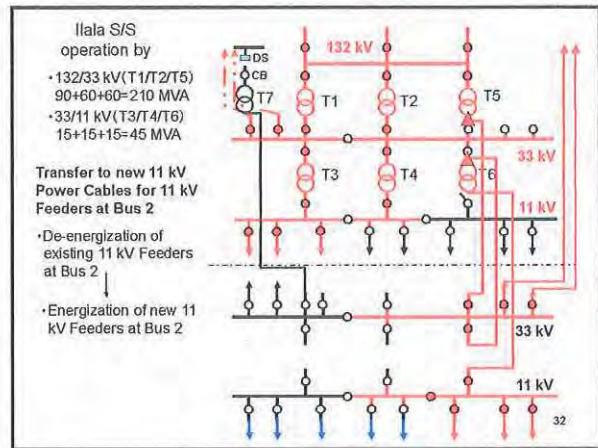 Ilala S/S
operation by
・132/33 kV(T1/T2/T5)
90+60+60=210 MVA
・33/11 kV(T3/T4/T6)
15+15+15=45 MVA
Transfer to new 11 kV
Power Cables for 11 kV
Feeders at Bus 2
・De-energization of
existing 11 kV Feeders
at Bus 2
・Energization of new 11
kV Feeders at Bus 2
DS
CB
T7
132 kV
T1
T2
T5
33 kV
T3
T4
T6
11 kV
33 kV
11 kV
32